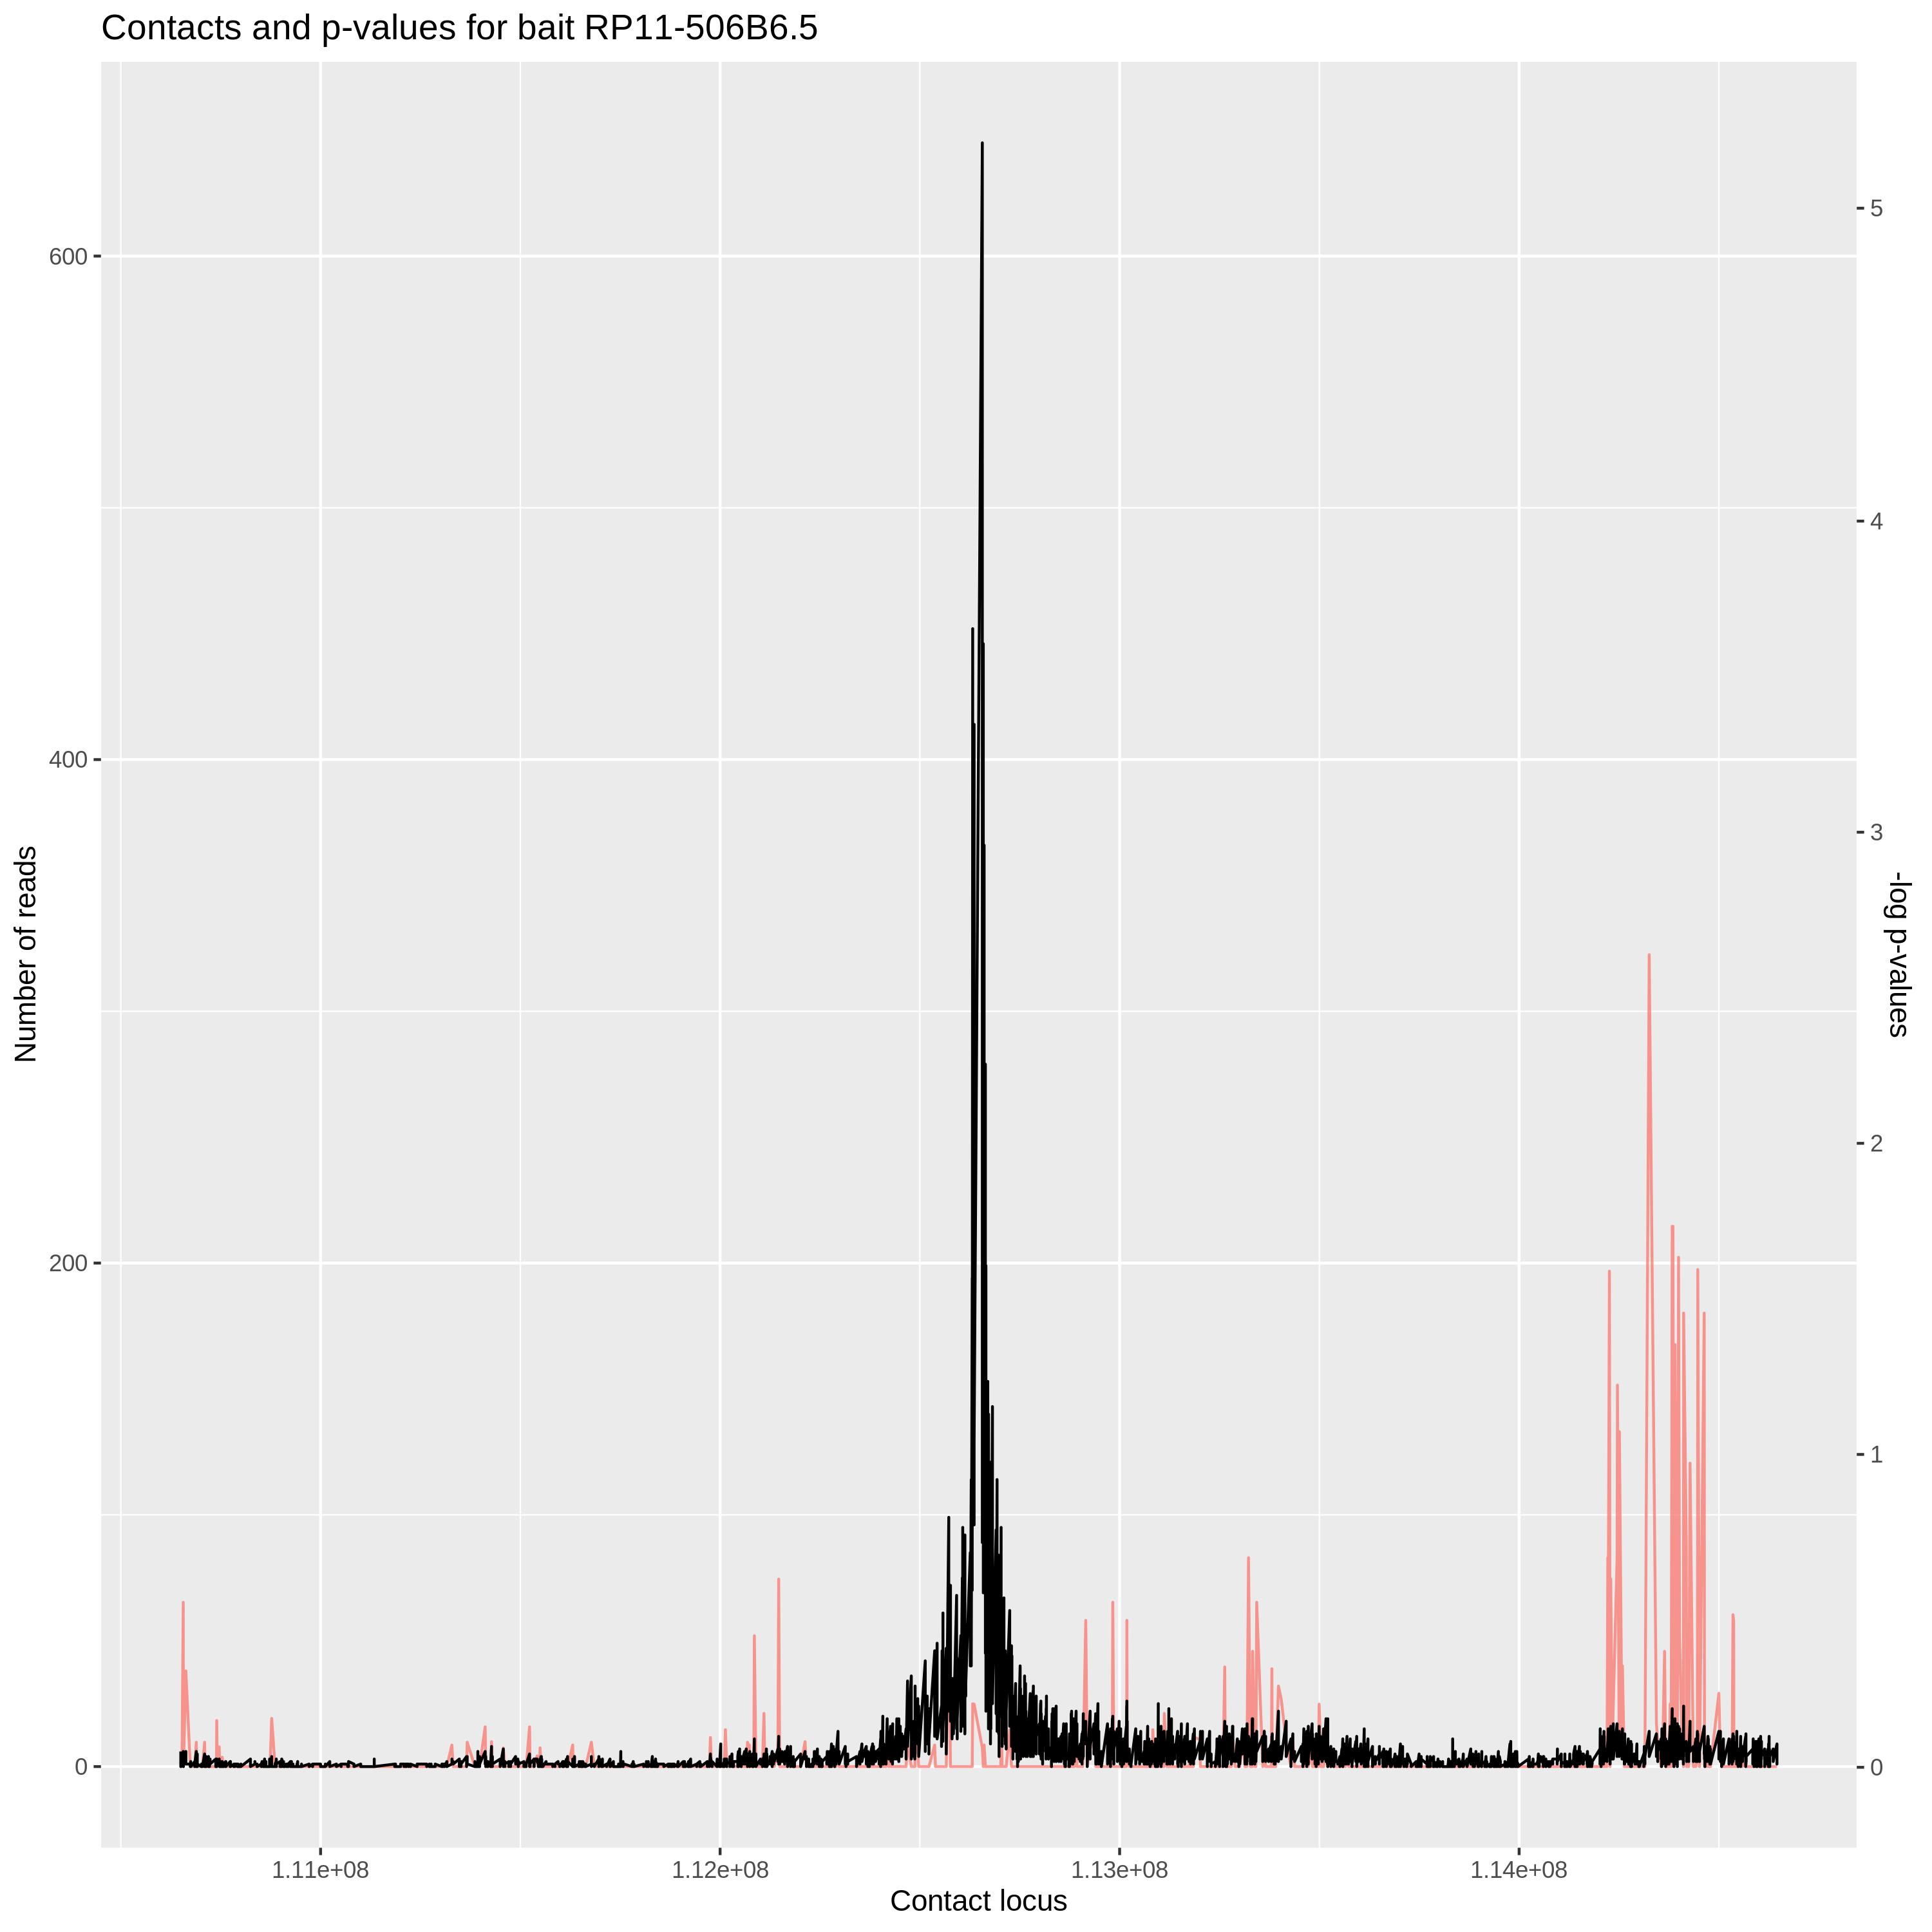 Contacts and p-values for bait RP11-506B6.5
Number of reads
600
400
200
0
5
4
3
2
1
0
-log p-values
1.11e+08
1.12e+08
1.13e+08
1.14e+08
Contact locus